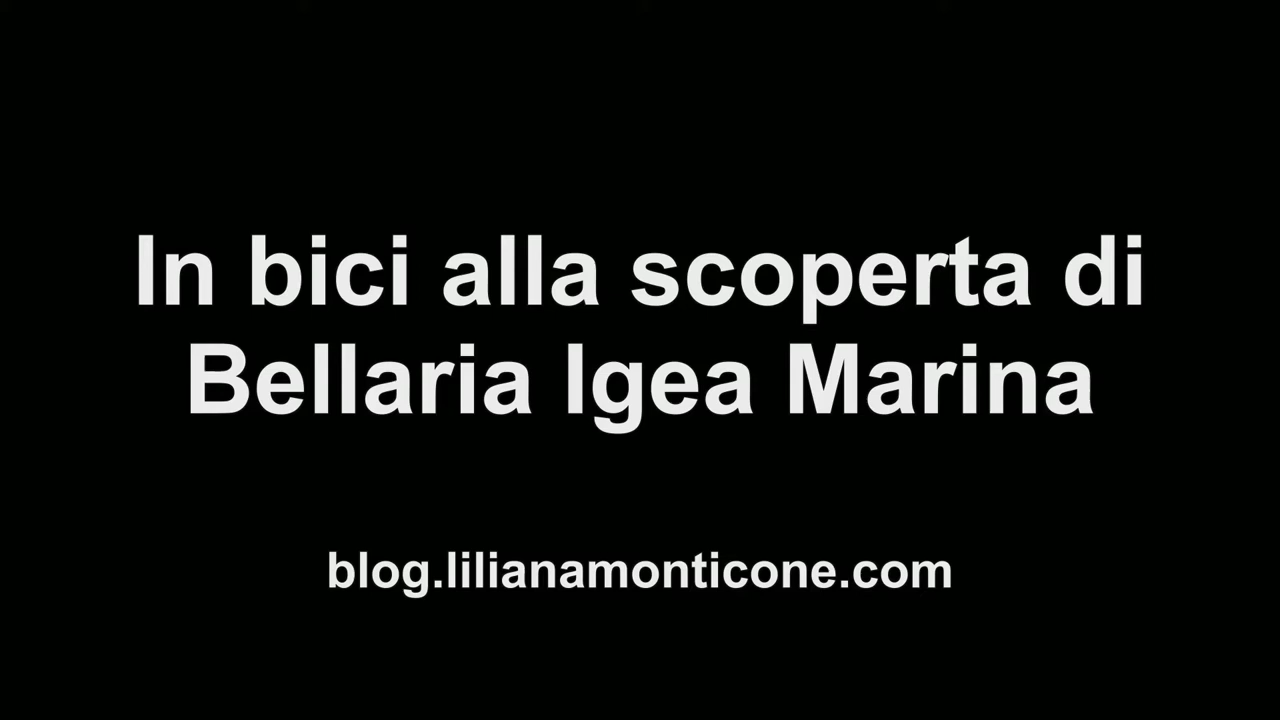 In bici alla scoperta di
Bellaria Igea Marina
blog.lilianamonticone.com